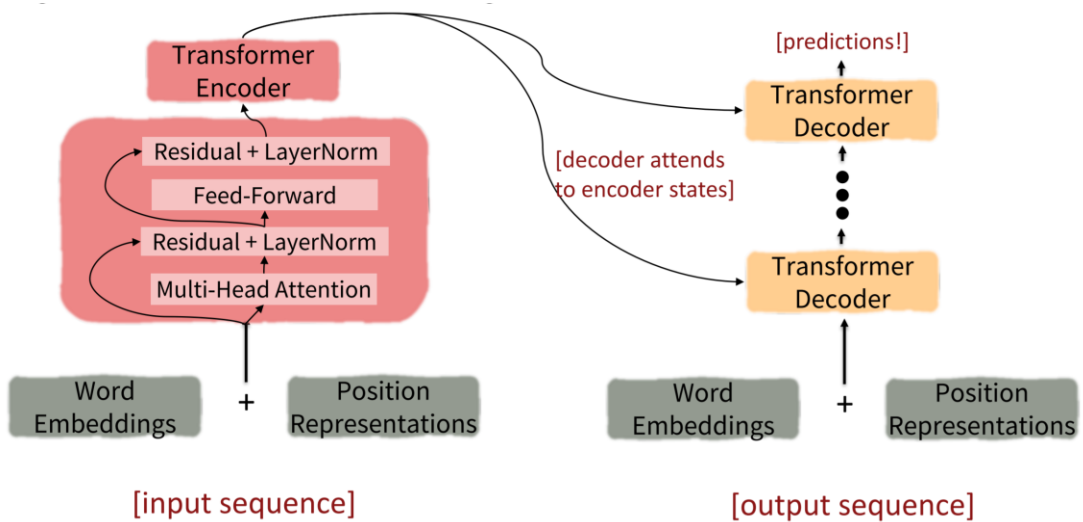 Transformer
Encoder
Residual + LayerNorm
Feed-Forward
Residual + LayerNorm
Multi-Head Attention
Word
Embeddings
+
Position
Representations
[input sequence]
[decoder attends
to encoder states]
[predictions!]
Transformer
Decoder
Transformer
Decoder
Word
Embeddings
+
Position
Representations
[output sequence]